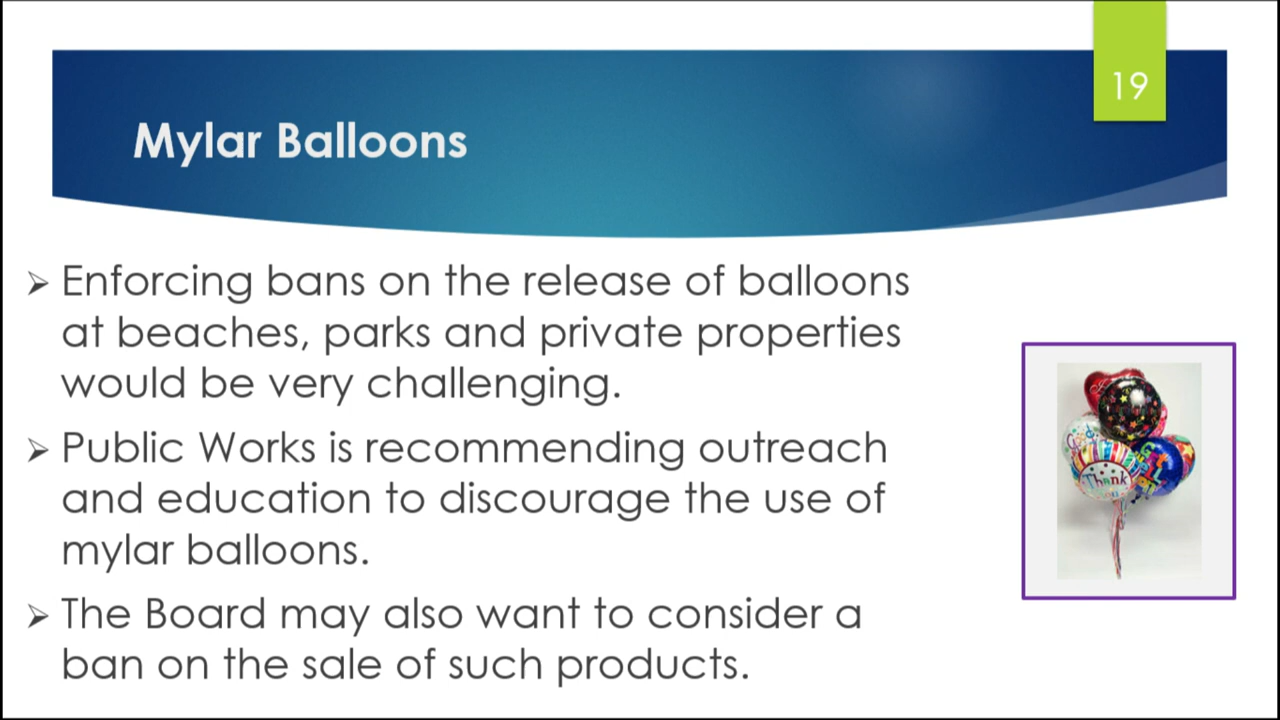 19
Mylar Balloons
Enforcing bans on the release of balloons
at beaches, parks and private properties
would be very challenging.
Public Works is recommending outreach
and education to discourage the use of
mylar balloons.
The Board may also want to consider a
ban on the sale of such products.
Thank